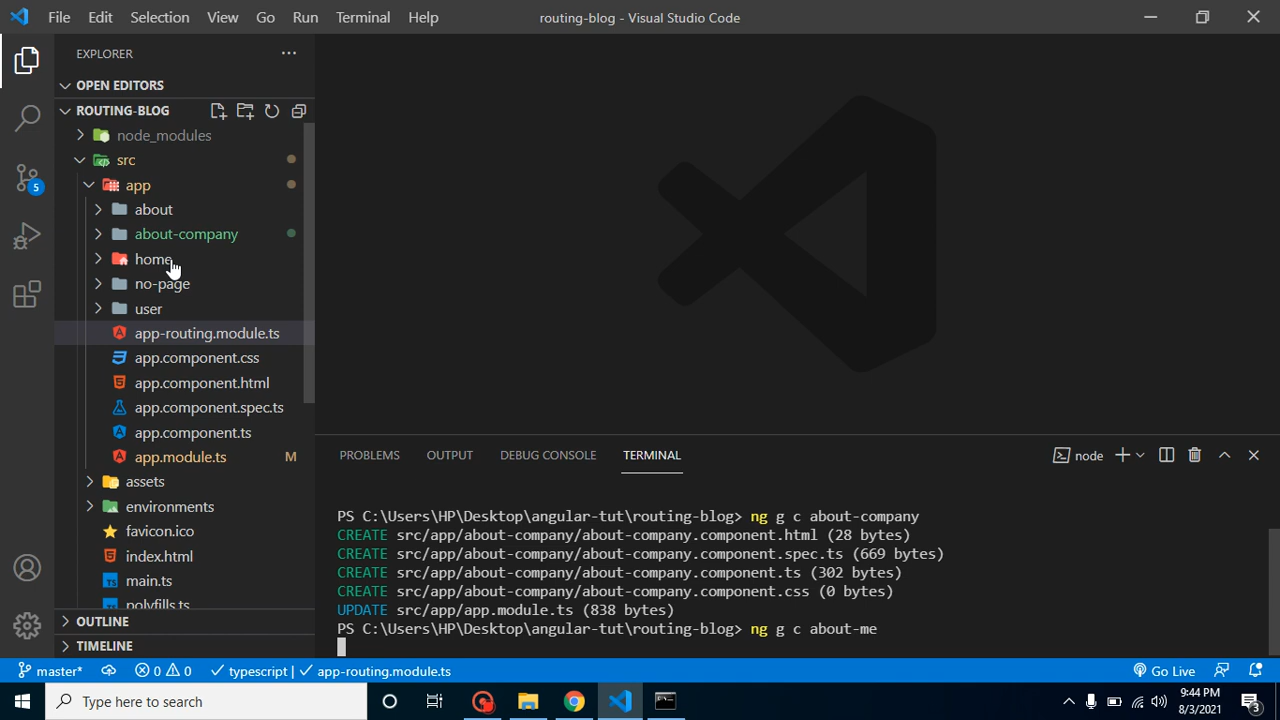 File Edit Selection View Go Run Terminal Help
routing-blog - Visual Studio Code
EXPLORER
OPEN EDITORS
ROUTING-BLOG
node_modules
src
app
about
about-company
home
no-page
user
app-routing.module.ts
app.component.css
app.component.html
app.component.spec.ts
app.component.ts
app.module.ts M
assets
environments
favicon.ico
index.html
main.ts
polyfills.ts
OUTLINE
TIMELINE
5
PROBLEMS OUTPUT DEBUG CONSOLE TERMINAL
node
PS C:\Users\HP\Desktop\angular-tut\routing-blog> ng g c about-company
CREATE src/app/about-company/about-company.component.html (28 bytes)
CREATE src/app/about-company/about-company.component.spec.ts (669 bytes)
CREATE src/app/about-company/about-company.component.ts (302 bytes)
CREATE src/app/about-company/about-company.component.css (0 bytes)
UPDATE src/app/app.module.ts (838 bytes)
PS C:\Users\HP\Desktop\angular-tut\routing-blog> ng g c about-me
master* 0 0 typescript | app-routing.module.ts
Go Live
Type here to search
9:44 PM
8/3/2021
3